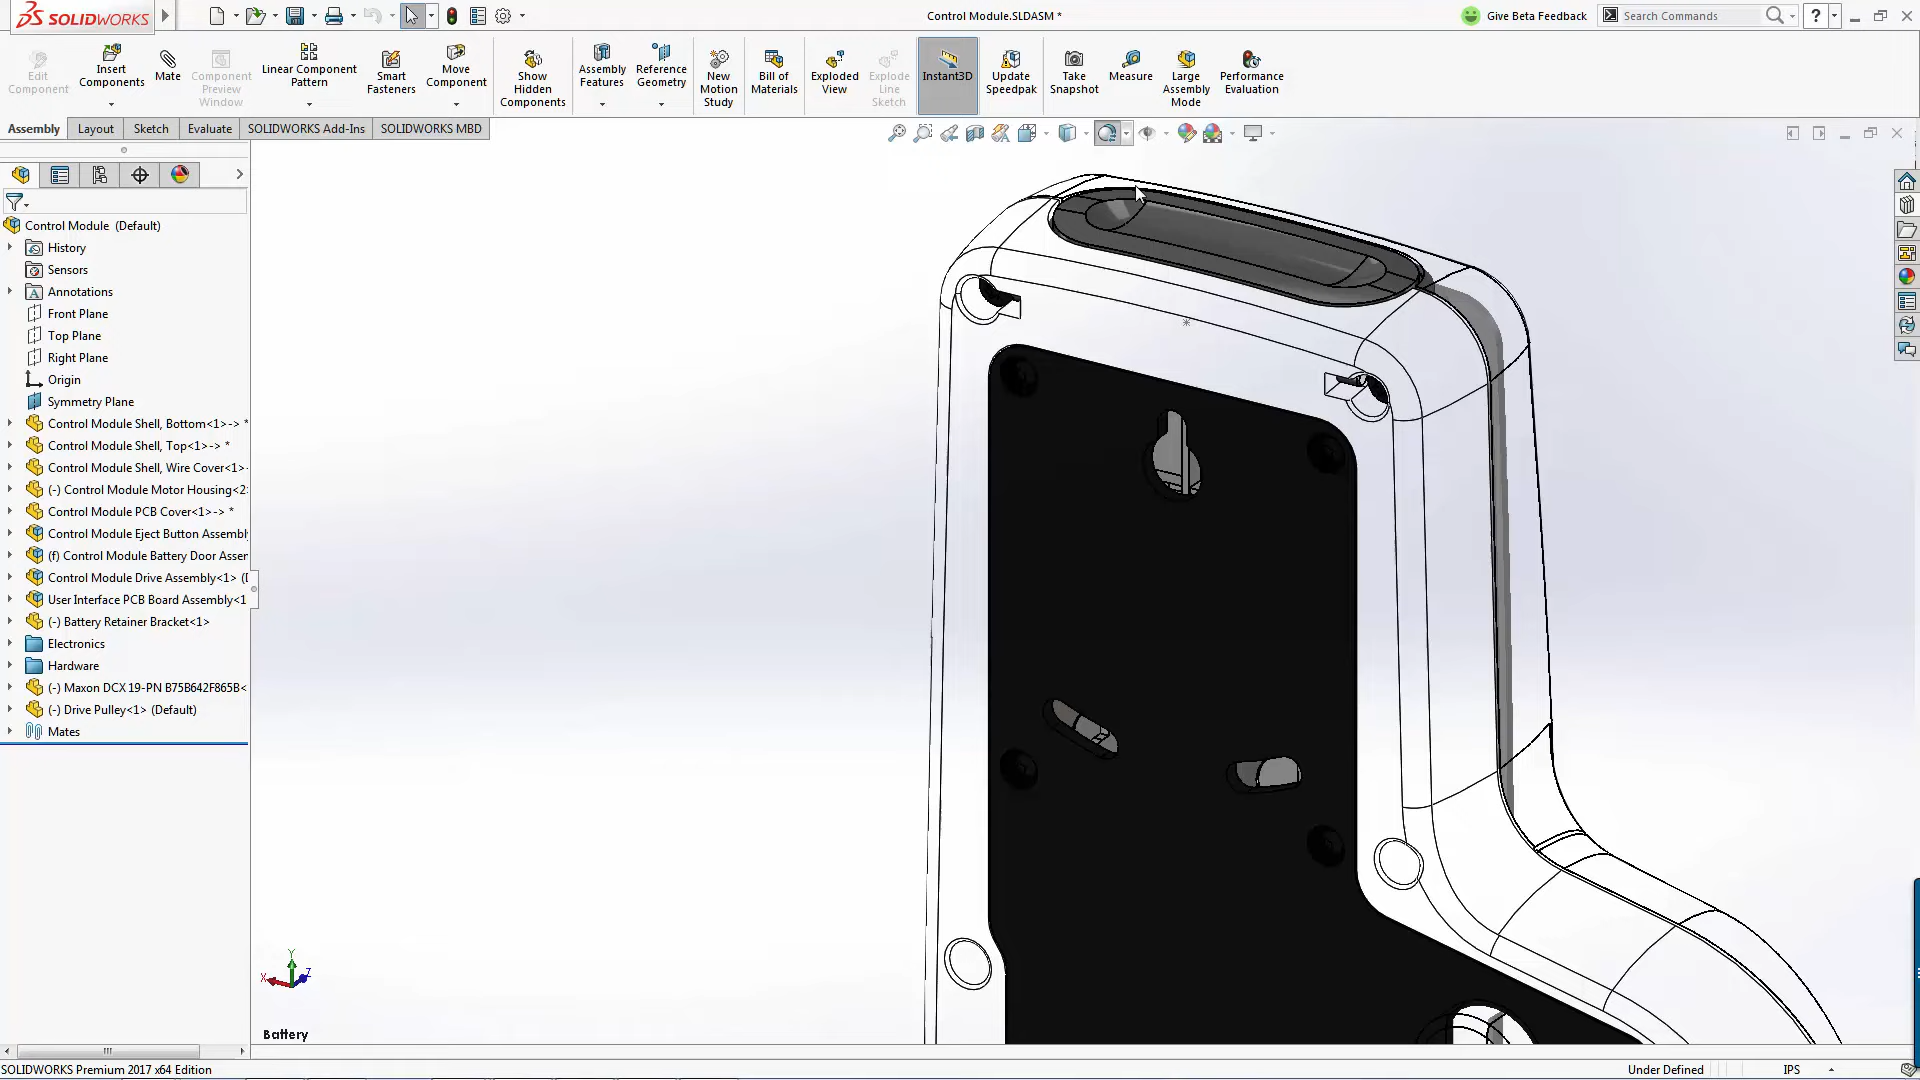 SOLIDWORKS
Control Module.SLDASM *
Give Beta Feedback
Search Commands
?
Edit Component
Insert Components
Mate
Component Preview Window
Linear Component Pattern
Smart Fasteners
Move Component
Show Hidden Components
Assembly Features
Reference Geometry
New Motion Study
Bill of Materials
Exploded View
Explode Line Sketch
Instant3D
Update Speedpak
Take Snapshot
Measure
Large Assembly Mode
Performance Evaluation
Assembly
Layout
Sketch
Evaluate
SOLIDWORKS Add-Ins
SOLIDWORKS MBD
Control Module (Default)
History
Sensors
Annotations
Front Plane
Top Plane
Right Plane
Origin
Symmetry Plane
Control Module Shell, Bottom<1>-> *
Control Module Shell, Top<1>-> *
Control Module Shell, Wire Cover<1>-
(-) Control Module Motor Housing<2>
Control Module PCB Cover<1>-> *
Control Module Eject Button Assembl
(f) Control Module Battery Door Asser
Control Module Drive Assembly<1> (D
User Interface PCB Board Assembly<1
(-) Battery Retainer Bracket<1>
Electronics
Hardware
(-) Maxon DCX 19-PN B75B642F865B<
(-) Drive Pulley<1> (Default)
Mates
Y
X
Z
Battery
SOLIDWORKS Premium 2017 x64 Edition
Under Defined
IPS